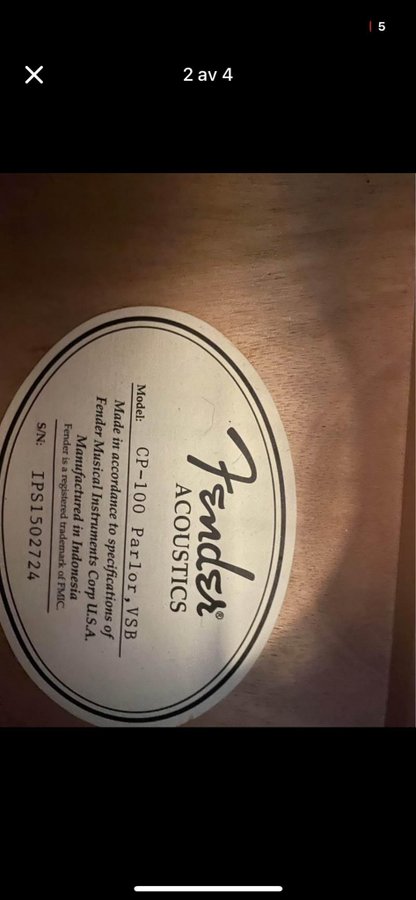 5
2 av 4
Fender®
ACOUSTICS
Model: CP-100 Parlor,VSB
Made in accordance to specifications of
Fender Musical Instruments Corp U.S.A.
Manufactured in Indonesia
Fender is a registered trademark of FMIC.
S/N: IPS1502724